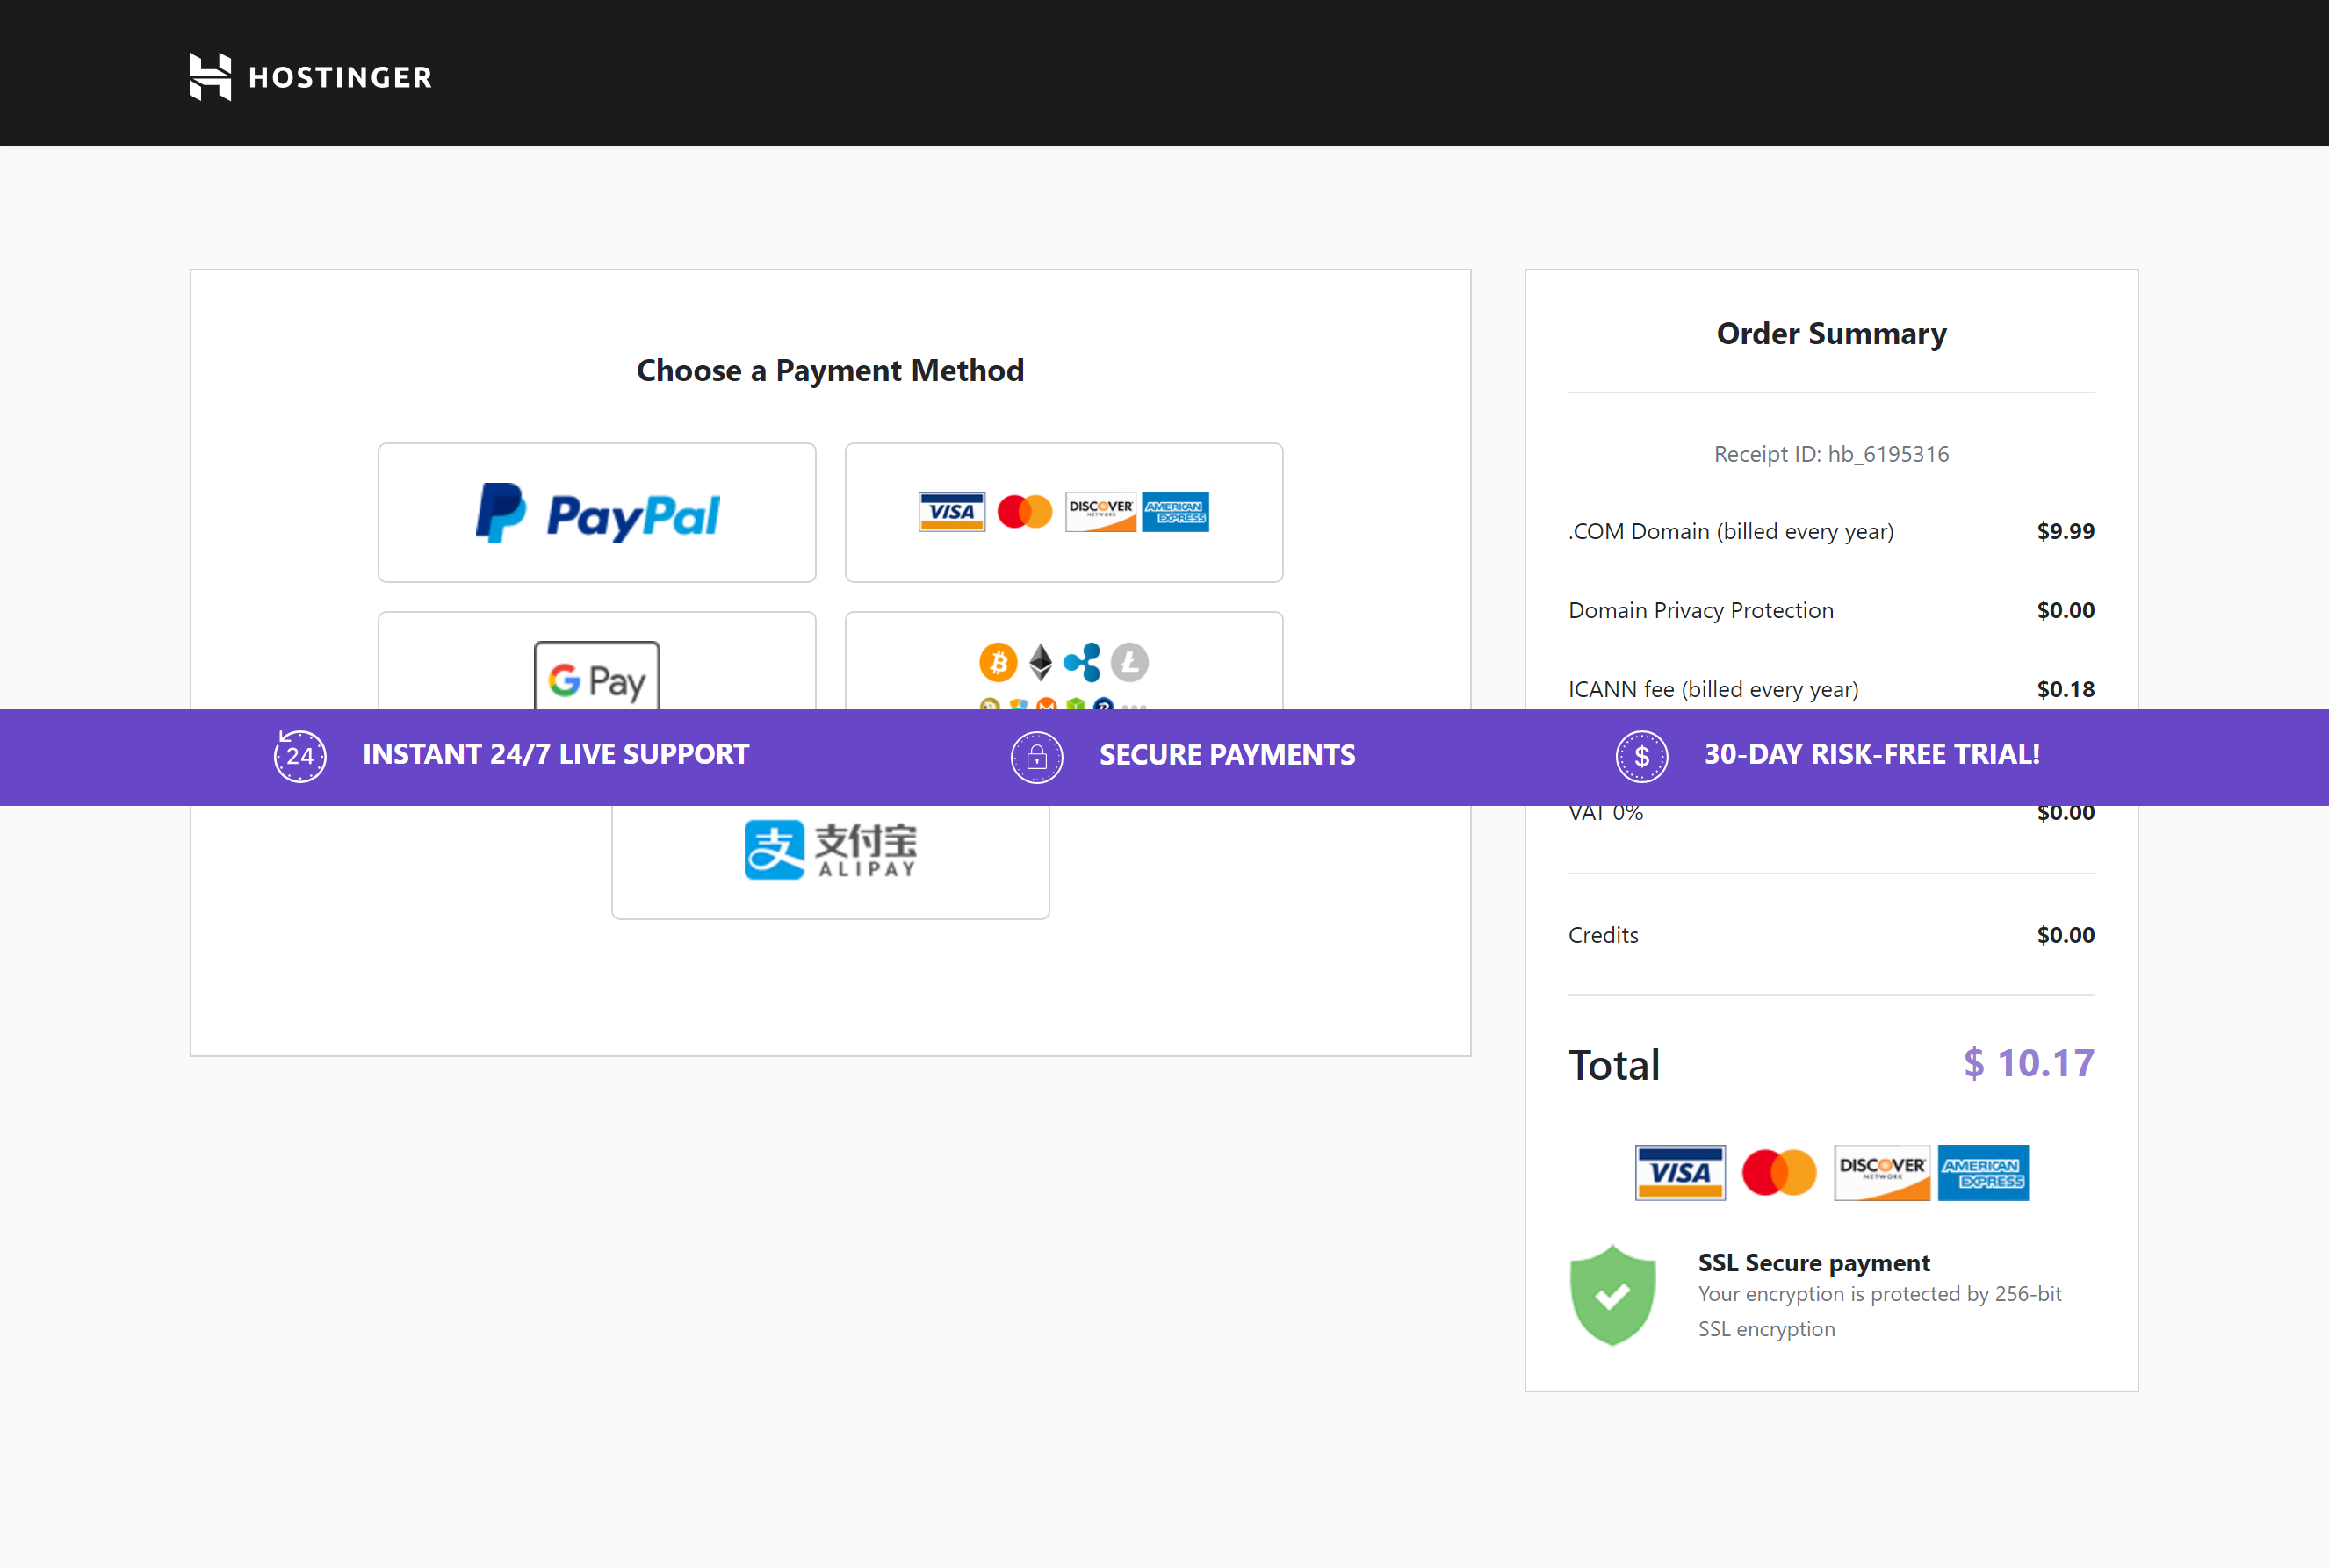 HOSTINGER
Choose a Payment Method
PayPal
VISA
DISCOVER
NETWORK
AMERICAN
EXPRESS
G Pay
Order Summary
Receipt ID: hb_6195316
.COM Domain (billed every year) $9.99
Domain Privacy Protection $0.00
ICANN fee (billed every year) $0.18
24 INSTANT 24/7 LIVE SUPPORT
SECURE PAYMENTS
$ 30-DAY RISK-FREE TRIAL!
支 支付宝
ALIPAY
VAT 0% $0.00
Credits $0.00
Total $ 10.17
VISA
DISCOVER
NETWORK
AMERICAN
EXPRESS
SSL Secure payment
Your encryption is protected by 256-bit
SSL encryption